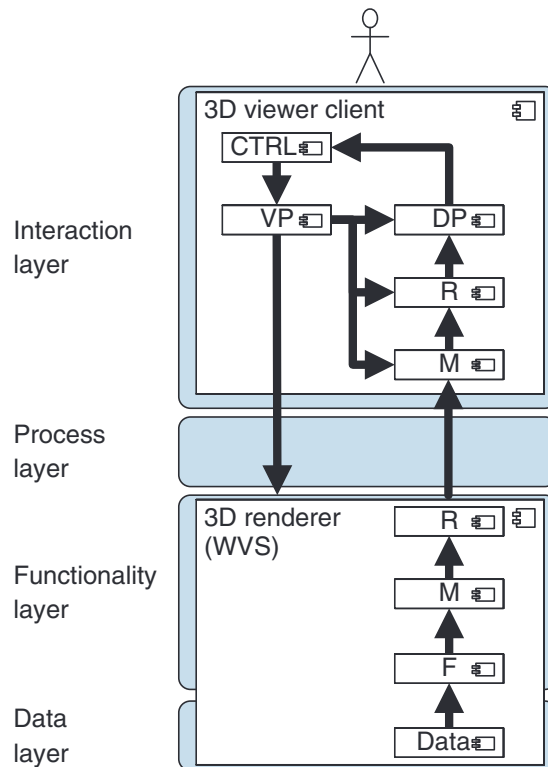 3D viewer client
CTRL
VP
DP
Interaction
layer
R
M
Process
layer
3D renderer
(WVS)
R
Functionality
layer
M
F
Data
layer
Data